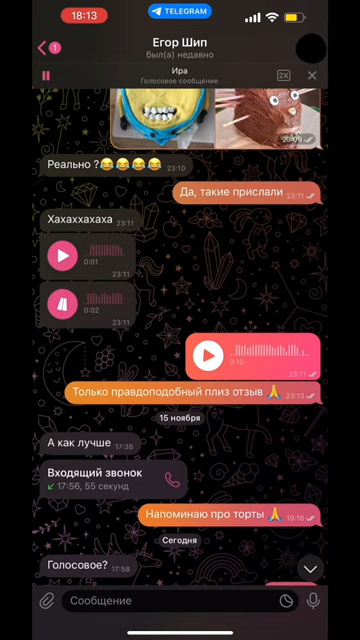 18:13
TELEGRAM
1
Егор Шип
был(а) недавно
Ира
Голосовое сообщение
2X
23:09
Реально ?😂😂😂😂
23:10
Да, такие прислали
23:11
Хахаххахаха
23:11
0:01
23:11
0:02
23:11
0:10
23:11
Только правдоподобный плиз отзыв 🙏
23:13
15 ноября
А как лучше
17:38
Входящий звонок
17:56, 55 секунд
Напоминаю про торты 🙏
19:16
Сегодня
Голосовое?
17:58
Сообщение